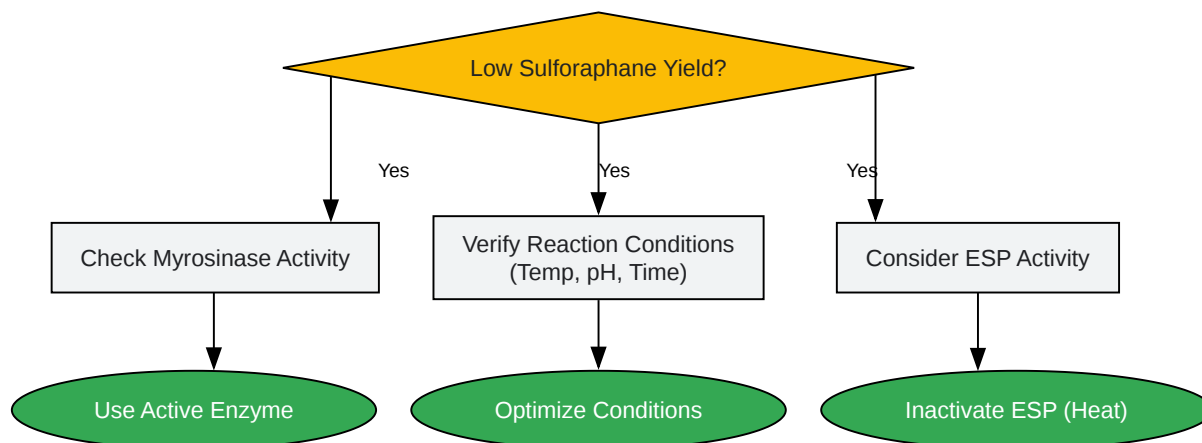 Low Sulforaphane Yield?
Yes
Yes
Yes
Check Myrosinase Activity
Verify Reaction Conditions
(Temp, pH, Time)
Consider ESP Activity
Use Active Enzyme
Optimize Conditions
Inactivate ESP (Heat)